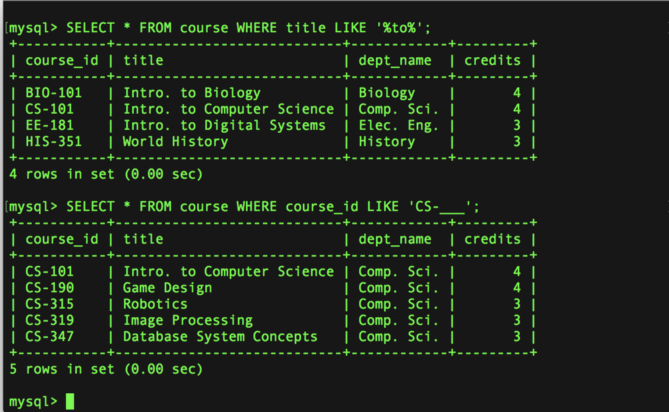 mysql> SELECT * FROM course WHERE title LIKE '%to%';
+-----------+----------------------------+------------+---------+
| course_id | title                      | dept_name  | credits |
+-----------+----------------------------+------------+---------+
| BIO-101   | Intro. to Biology          | Biology    |       4 |
| CS-101    | Intro. to Computer Science | Comp. Sci. |       4 |
| EE-181    | Intro. to Digital Systems  | Elec. Eng. |       3 |
| HIS-351   | World History              | History    |       3 |
+-----------+----------------------------+------------+---------+
4 rows in set (0.00 sec)
mysql> SELECT * FROM course WHERE course_id LIKE 'CS-___';
+-----------+----------------------------+------------+---------+
| course_id | title                      | dept_name  | credits |
+-----------+----------------------------+------------+---------+
| CS-101    | Intro. to Computer Science | Comp. Sci. |       4 |
| CS-190    | Game Design                | Comp. Sci. |       4 |
| CS-315    | Robotics                   | Comp. Sci. |       3 |
| CS-319    | Image Processing           | Comp. Sci. |       3 |
| CS-347    | Database System Concepts   | Comp. Sci. |       3 |
+-----------+----------------------------+------------+---------+
5 rows in set (0.00 sec)
mysql>